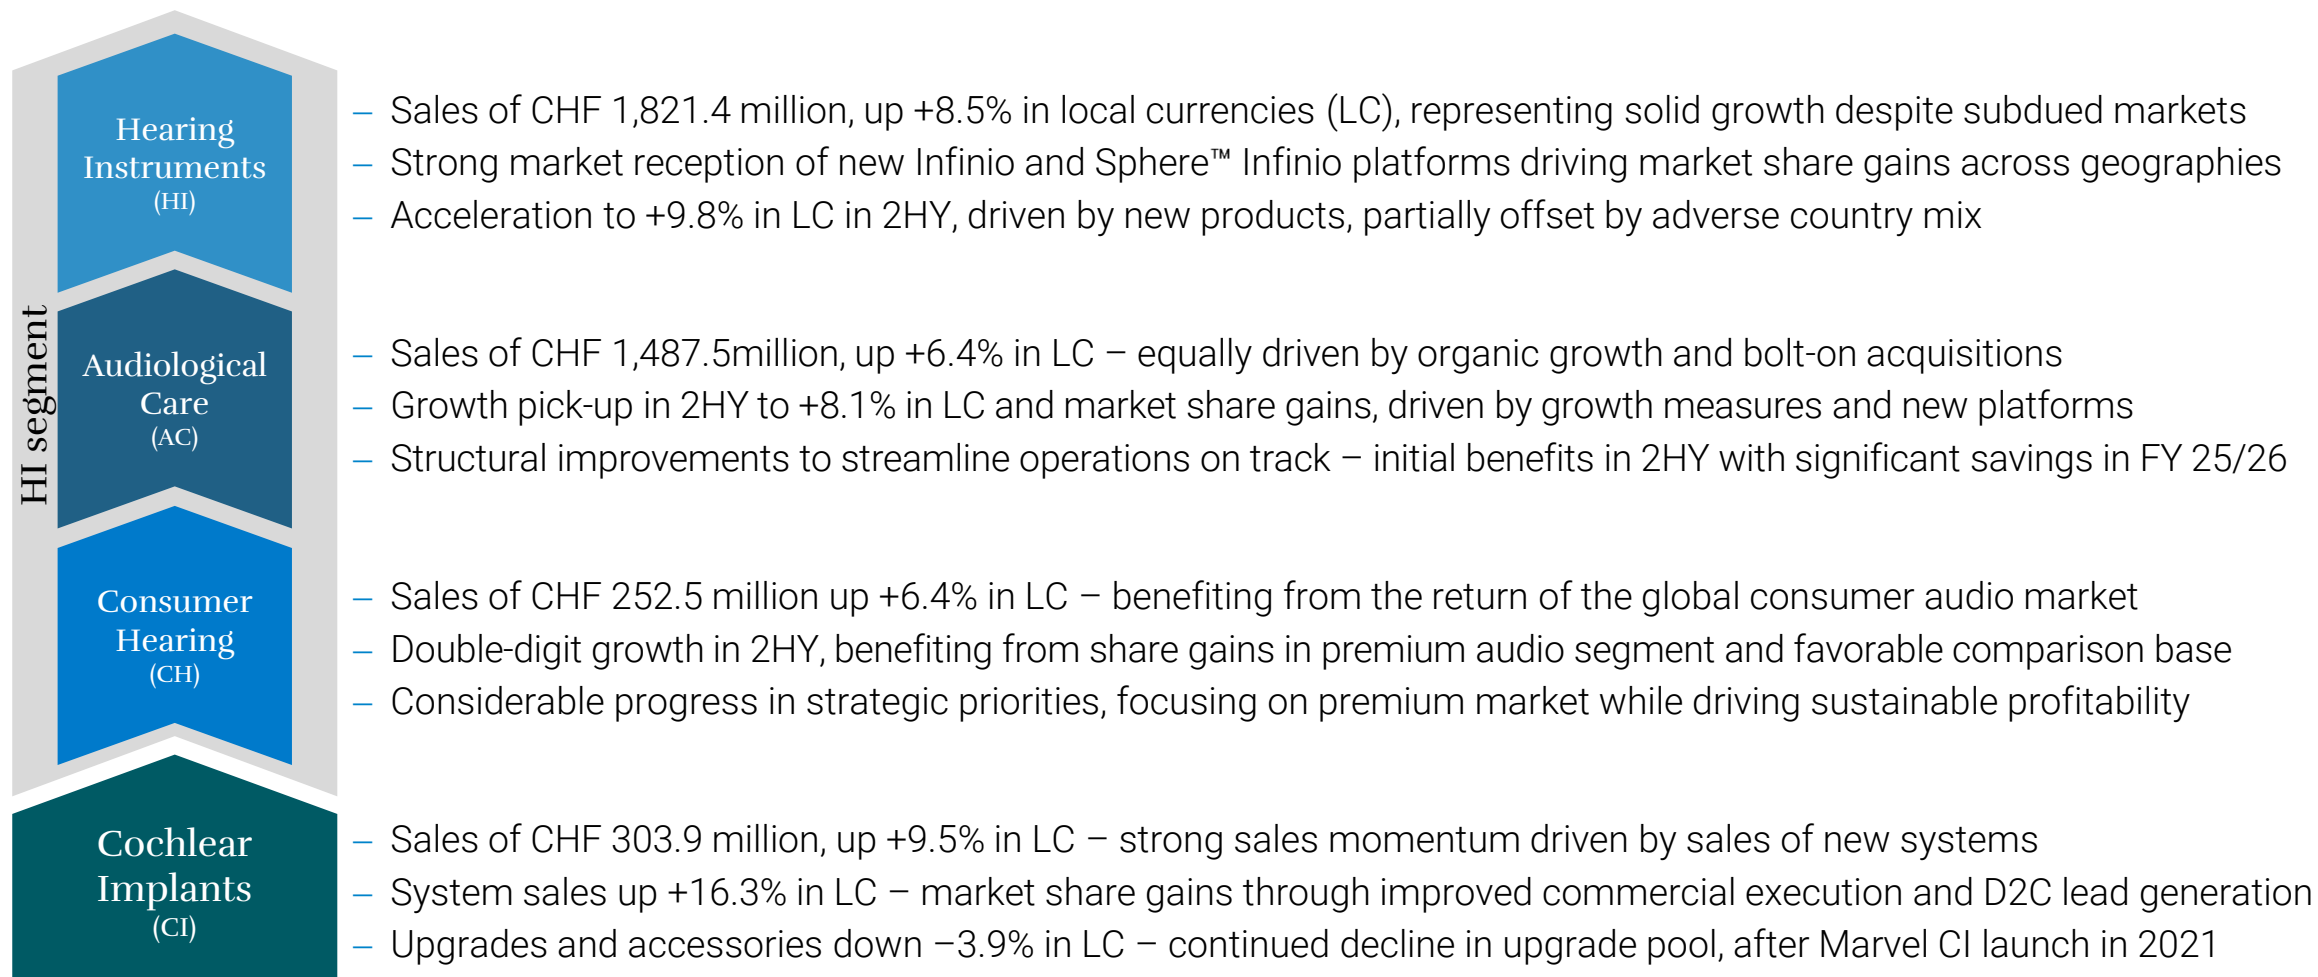 HI segment
Hearing
Instruments
(HI)
– Sales of CHF 1,821.4 million, up +8.5% in local currencies (LC), representing solid growth despite subdued markets
– Strong market reception of new Infinio and Sphere™ Infinio platforms driving market share gains across geographies
– Acceleration to +9.8% in LC in 2HY, driven by new products, partially offset by adverse country mix
Audiological
Care
(AC)
– Sales of CHF 1,487.5million, up +6.4% in LC – equally driven by organic growth and bolt-on acquisitions
– Growth pick-up in 2HY to +8.1% in LC and market share gains, driven by growth measures and new platforms
– Structural improvements to streamline operations on track – initial benefits in 2HY with significant savings in FY 25/26
Consumer
Hearing
(CH)
– Sales of CHF 252.5 million up +6.4% in LC – benefiting from the return of the global consumer audio market
– Double-digit growth in 2HY, benefiting from share gains in premium audio segment and favorable comparison base
– Considerable progress in strategic priorities, focusing on premium market while driving sustainable profitability
Cochlear
Implants
(CI)
– Sales of CHF 303.9 million, up +9.5% in LC – strong sales momentum driven by sales of new systems
– System sales up +16.3% in LC – market share gains through improved commercial execution and D2C lead generation
– Upgrades and accessories down –3.9% in LC – continued decline in upgrade pool, after Marvel CI launch in 2021